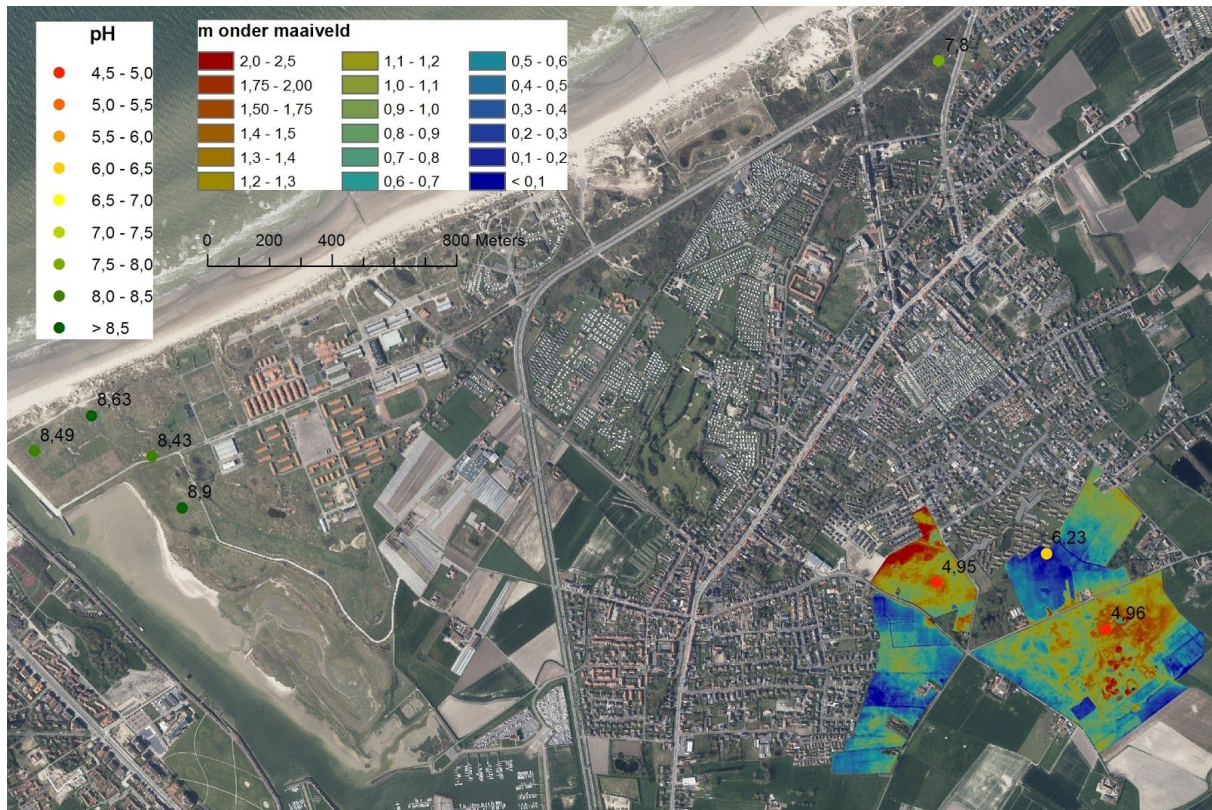 pH
4,5 - 5,0
5,0 - 5,5
5,5 - 6,0
6,0 - 6,5
6,5 - 7,0
7,0 - 7,5
7,5 - 8,0
8,0 - 8,5
> 8,5
m onder maaiveld
2,0 - 2,5
1,75 - 2,00
1,50 - 1,75
1,4 - 1,5
1,3 - 1,4
1,2 - 1,3
1,1 - 1,2
1,0 - 1,1
0,9 - 1,0
0,8 - 0,9
0,7 - 0,8
0,6 - 0,7
0,5 - 0,6
0,4 - 0,5
0,3 - 0,4
0,2 - 0,3
0,1 - 0,2
< 0,1
0 200 400 800 Meters
7,8
8,63
8,49
8,43
8,9
6,23
4,95
4,96